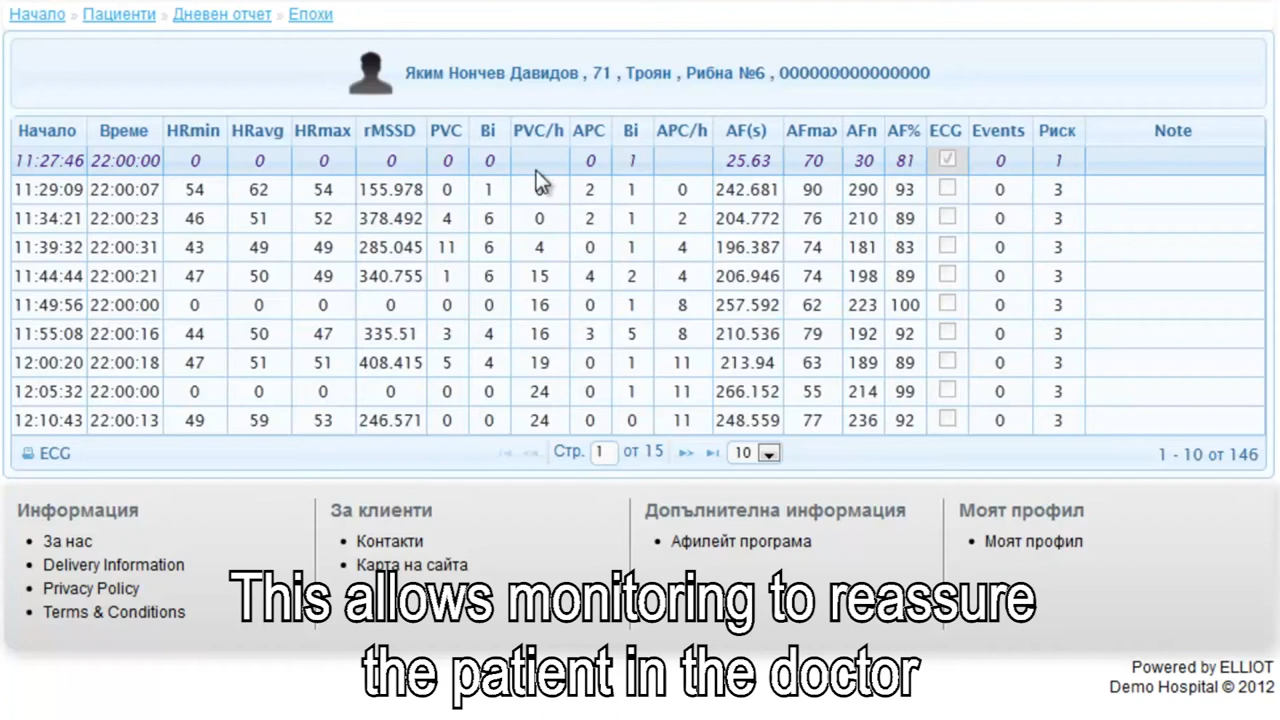 Начало » Пациенти » Дневен отчет » Епохи
Яким Нончев Давидов , 71 , Троян , Рибна №6 , 000000000000000
Начало Време HRmin HRavg HRmax rMSSD PVC Bi PVC/h APC Bi APC/h AF(s) AFmax AFn AF% ECG Events Риск Note
11:27:46 22:00:00 0 0 0 0 0 0 0 1 25.63 70 30 81 0 1
11:29:09 22:00:07 54 62 54 155.978 0 1 2 1 0 242.681 90 290 93 0 3
11:34:21 22:00:23 46 51 52 378.492 4 6 0 2 1 2 204.772 76 210 89 0 3
11:39:32 22:00:31 43 49 49 285.045 11 6 4 0 1 4 196.387 74 181 83 0 3
11:44:44 22:00:21 47 50 49 340.755 1 6 15 4 2 4 206.946 74 198 89 0 3
11:49:56 22:00:00 0 0 0 0 0 0 16 0 1 8 257.592 62 223 100 0 3
11:55:08 22:00:16 44 50 47 335.51 3 4 16 3 5 8 210.536 79 192 92 0 3
12:00:20 22:00:18 47 51 51 408.415 5 4 19 0 1 11 213.94 63 189 89 0 3
12:05:32 22:00:00 0 0 0 0 0 0 24 0 1 11 266.152 55 214 99 0 3
12:10:43 22:00:13 49 59 53 246.571 0 0 24 0 0 11 248.559 77 236 92 0 3
ECG Стр. 1 от 15 10 1 - 10 от 146
Информация За клиенти Допълнителна информация Моят профил
• За нас • Контакти • Афилейт програма • Моят профил
• Delivery Information • Карта на сайта
• Privacy Policy
• Terms & Conditions
This allows monitoring to reassure
the patient in the doctor
Powered by ELLIOT
Demo Hospital © 2012